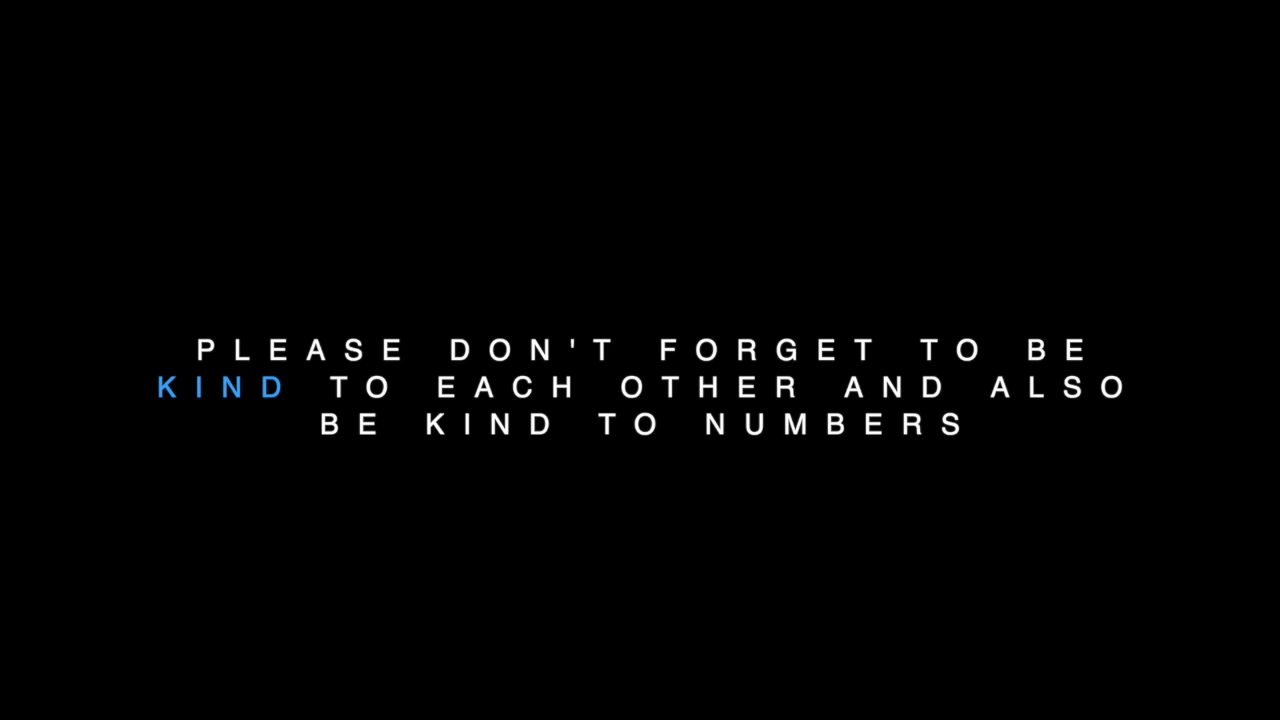 PLEASE DON'T FORGET TO BE
KIND TO EACH OTHER AND ALSO
BE KIND TO NUMBERS